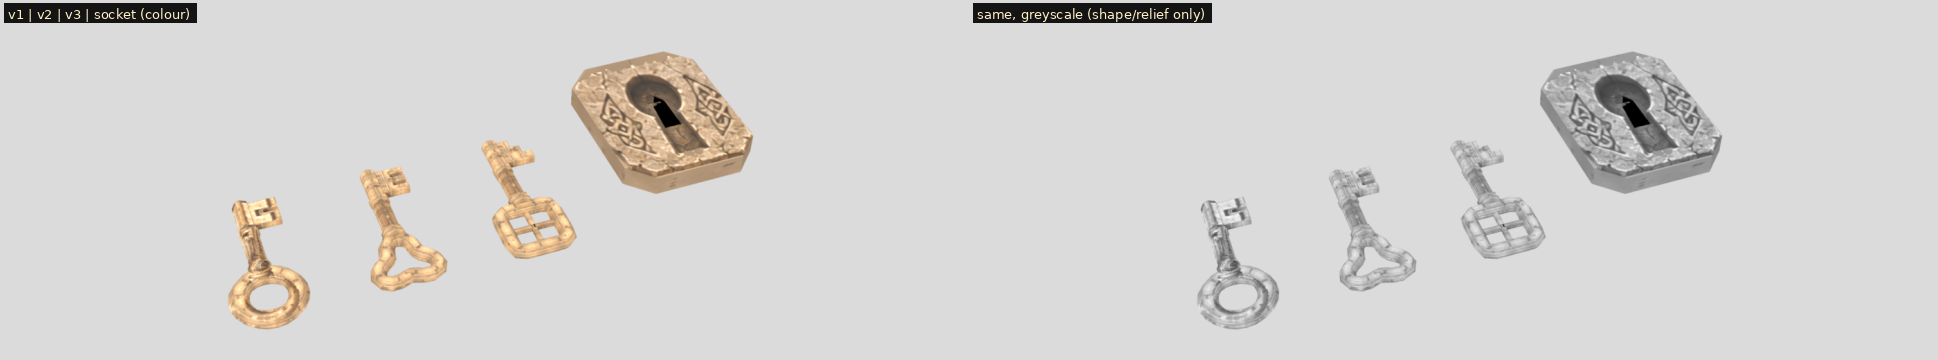 v1 | v2 | v3 | socket (colour)
same, greyscale (shape/relief only)